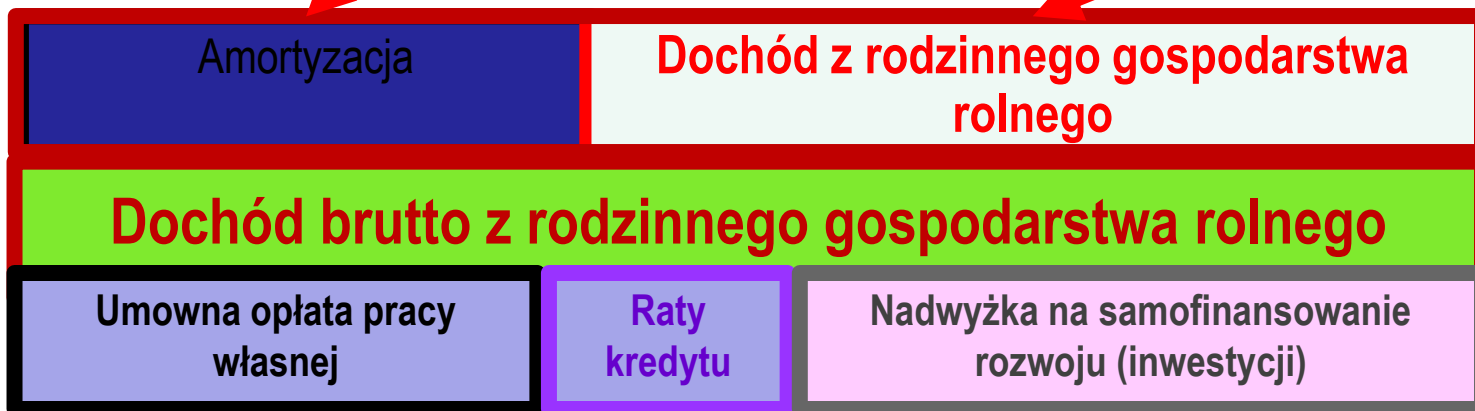 Amortyzacja
Dochód z rodzinnego gospodarstwa
rolnego
Dochód brutto z rodzinnego gospodarstwa rolnego
Umowna opłata pracy
własnej
Raty
kredytu
Nadwyżka na samofinansowanie
rozwoju (inwestycji)